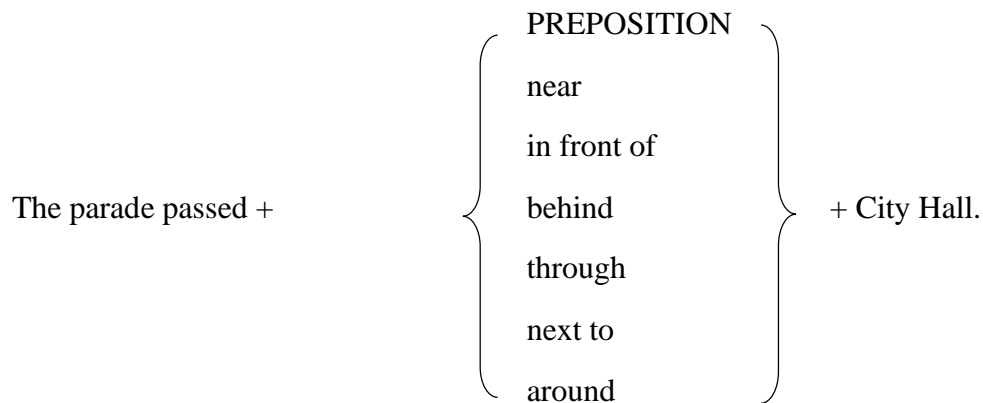 PREPOSITION
near
in front of
The parade passed + behind + City Hall.
through
next to
around